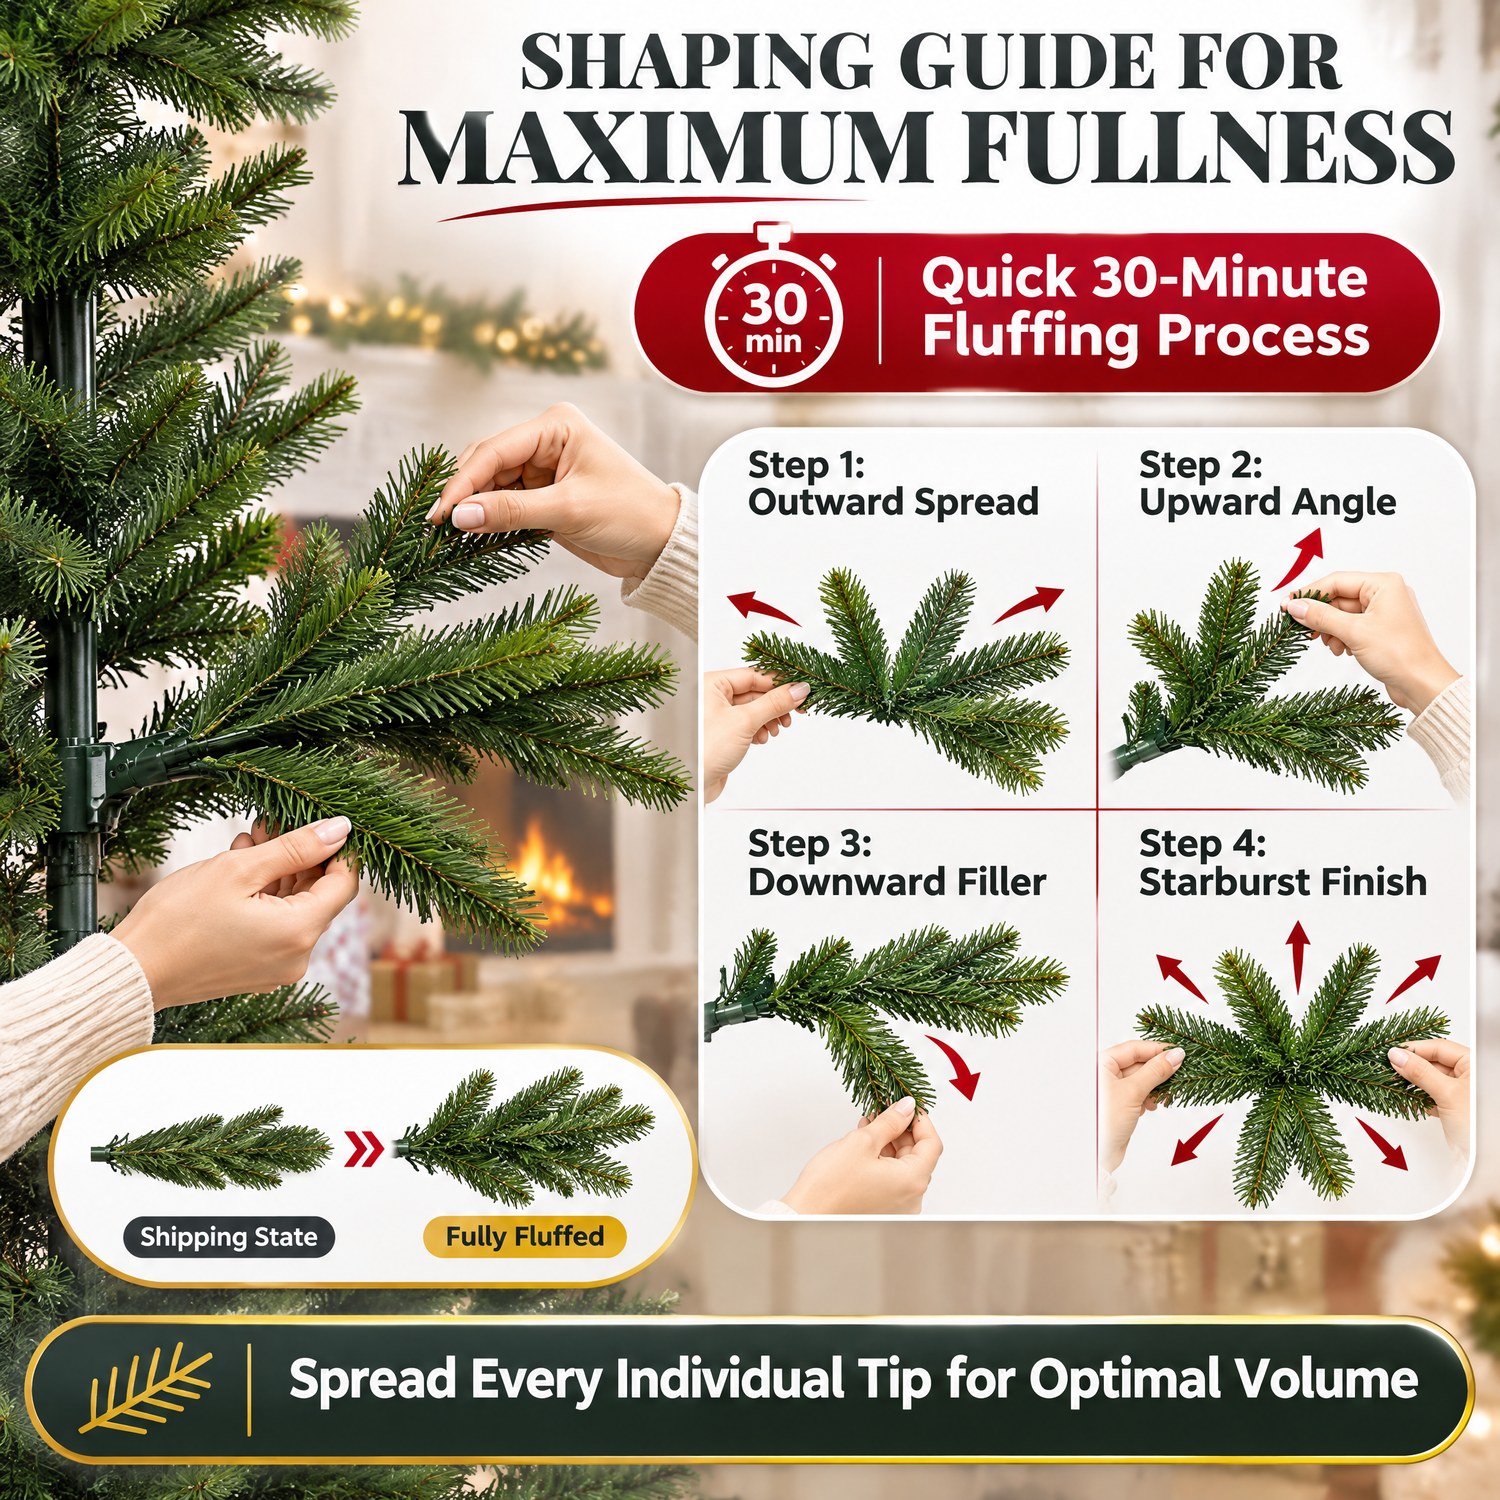 SHAPING GUIDE FOR
MAXIMUM FULLNESS
30
min
Quick 30-Minute
Fluffing Process
Step 1:
Outward Spread
Step 2:
Upward Angle
Step 3:
Downward Filler
Step 4:
Starburst Finish
Shipping State
Fully Fluffed
Spread Every Individual Tip for Optimal Volume